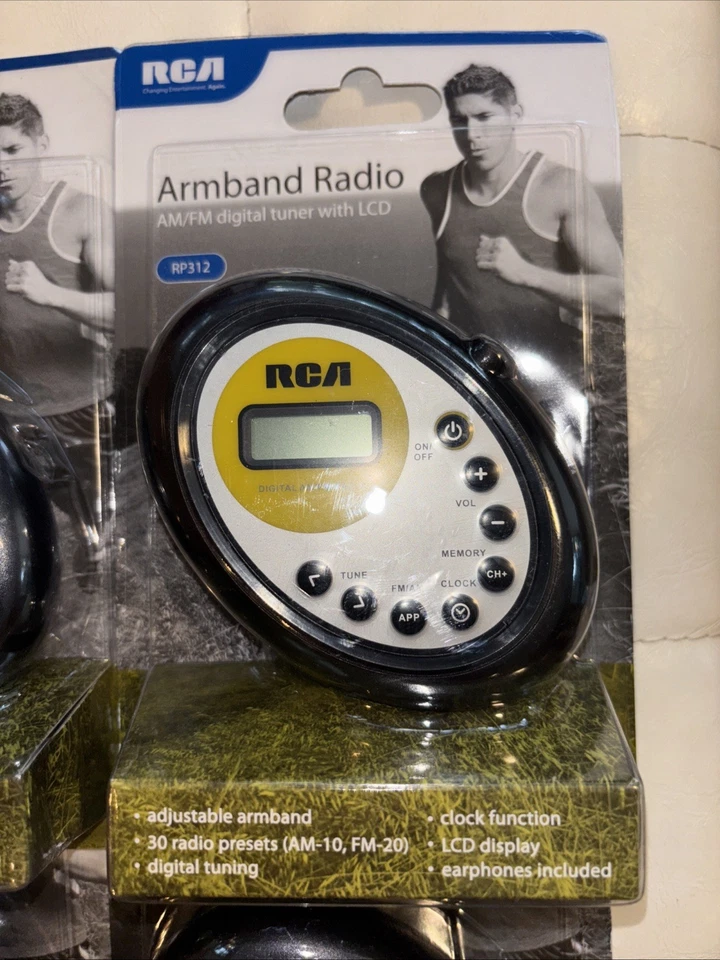 RCA
Changing Entertainment. Again.
Armband Radio
AM/FM digital tuner with LCD
RP312
RCA
DIGITAL
ON/
OFF
+
VOL
−
MEMORY
CH+
TUNE
FM/A
CLOCK
APP
• adjustable armband
• 30 radio presets (AM-10, FM-20)
• digital tuning
• clock function
• LCD display
• earphones included